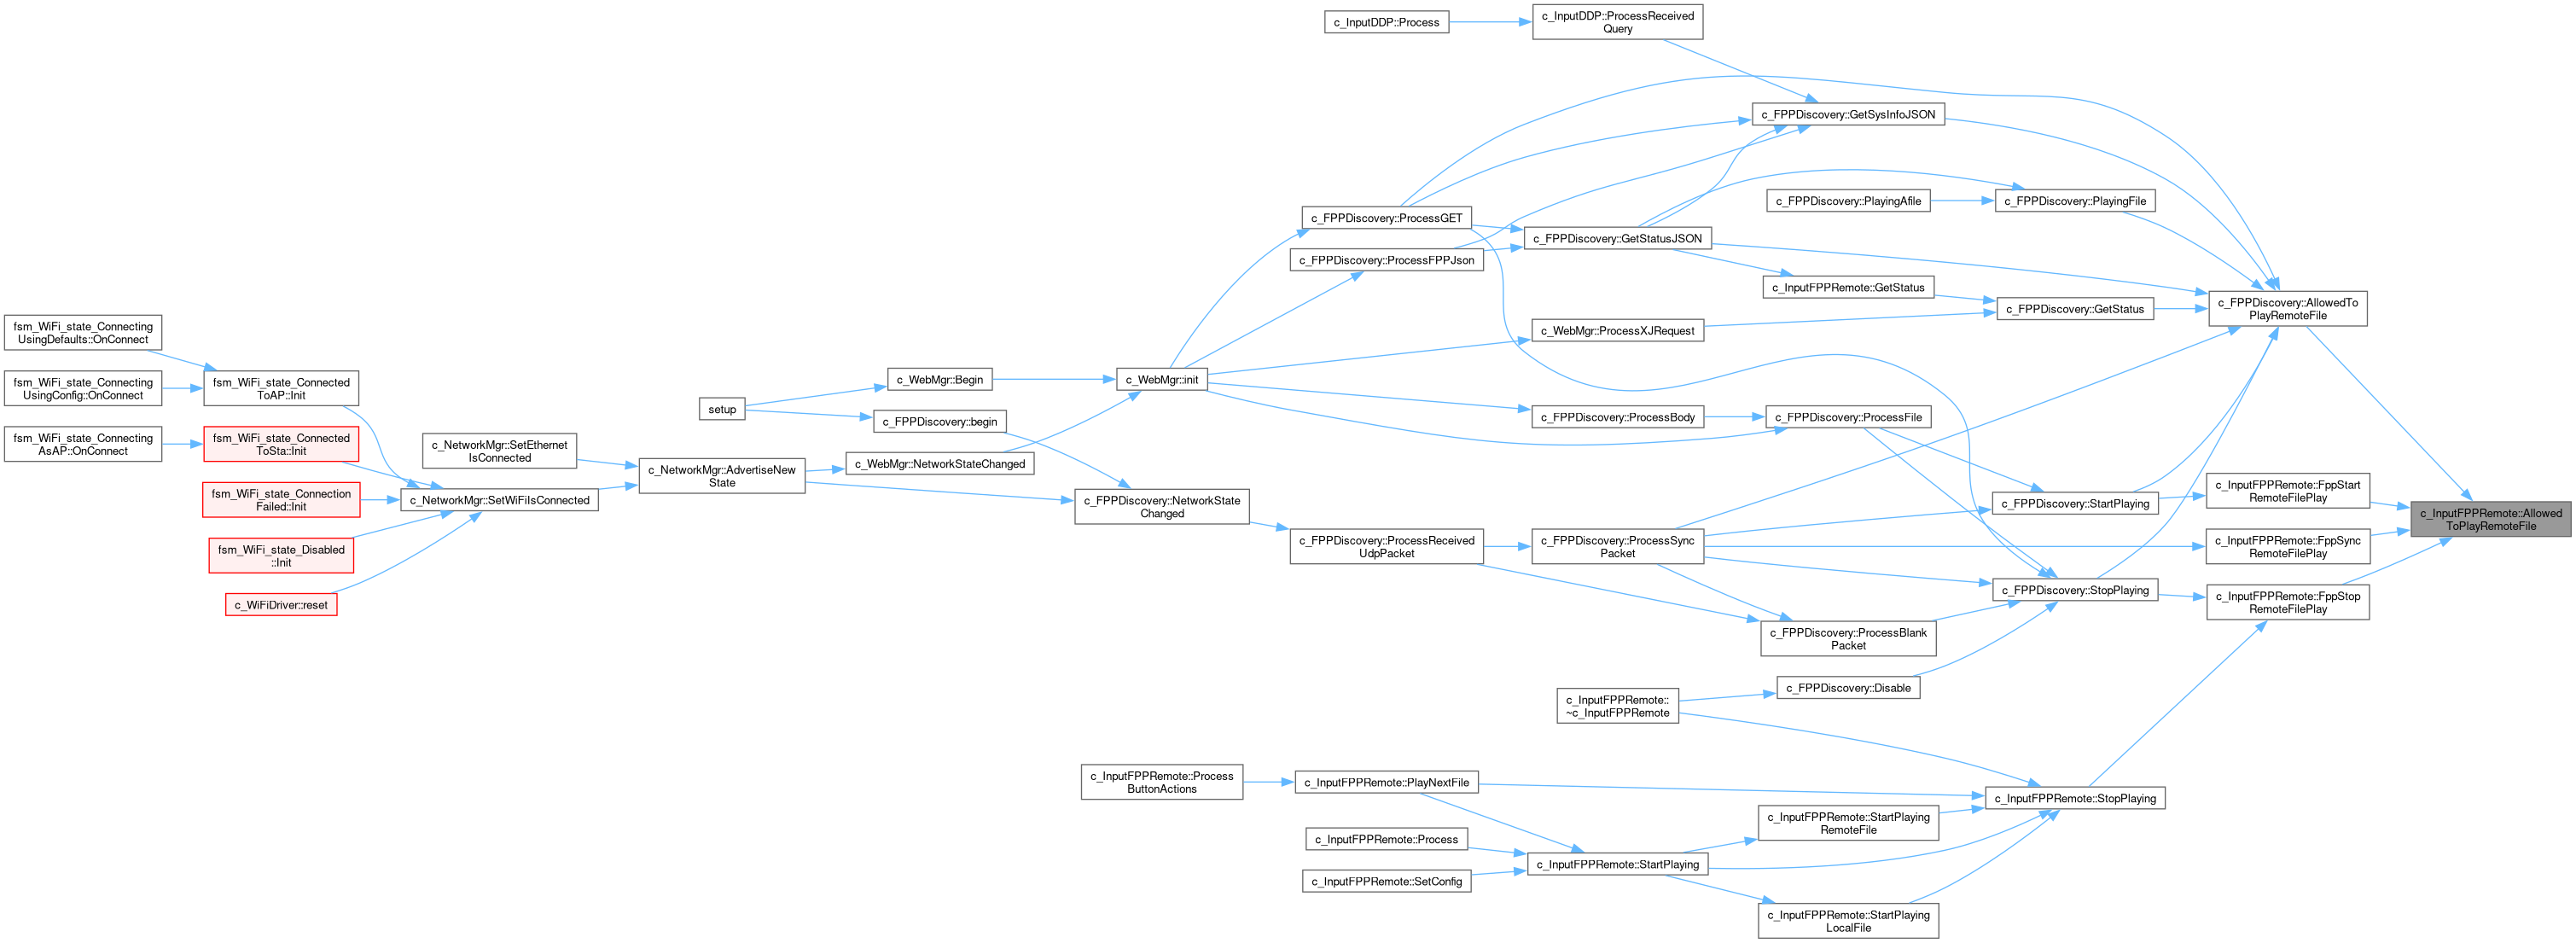 c_InputDDP::Process
c_InputDDP::ProcessReceived
Query
c_FPPDiscovery::GetSysInfoJSON
c_FPPDiscovery::PlayingAfile
c_FPPDiscovery::PlayingFile
c_FPPDiscovery::ProcessGET
c_FPPDiscovery::GetStatusJSON
c_FPPDiscovery::ProcessFPPJson
c_InputFPPRemote::GetStatus
c_FPPDiscovery::GetStatus
c_FPPDiscovery::AllowedTo
PlayRemoteFile
c_WebMgr::ProcessXJRequest
fsm_WiFi_state_Connecting
UsingDefaults::OnConnect
fsm_WiFi_state_Connecting
UsingConfig::OnConnect
fsm_WiFi_state_Connected
ToAP::Init
c_WebMgr::Begin
c_WebMgr::init
setup
c_FPPDiscovery::begin
c_FPPDiscovery::ProcessBody
c_FPPDiscovery::ProcessFile
fsm_WiFi_state_Connecting
AsAP::OnConnect
fsm_WiFi_state_Connected
ToSta::Init
c_NetworkMgr::SetEthernet
IsConnected
c_NetworkMgr::AdvertiseNew
State
c_WebMgr::NetworkStateChanged
fsm_WiFi_state_Connection
Failed::Init
c_NetworkMgr::SetWiFiIsConnected
c_FPPDiscovery::NetworkState
Changed
c_FPPDiscovery::StartPlaying
c_InputFPPRemote::FppStart
RemoteFilePlay
c_InputFPPRemote::Allowed
ToPlayRemoteFile
fsm_WiFi_state_Disabled
::Init
c_FPPDiscovery::ProcessReceived
UdpPacket
c_FPPDiscovery::ProcessSync
Packet
c_InputFPPRemote::FppSync
RemoteFilePlay
c_WiFiDriver::reset
c_FPPDiscovery::StopPlaying
c_InputFPPRemote::FppStop
RemoteFilePlay
c_FPPDiscovery::ProcessBlank
Packet
c_FPPDiscovery::Disable
c_InputFPPRemote::
~c_InputFPPRemote
c_InputFPPRemote::Process
ButtonActions
c_InputFPPRemote::PlayNextFile
c_InputFPPRemote::StopPlaying
c_InputFPPRemote::StartPlaying
RemoteFile
c_InputFPPRemote::Process
c_InputFPPRemote::StartPlaying
c_InputFPPRemote::SetConfig
c_InputFPPRemote::StartPlaying
LocalFile